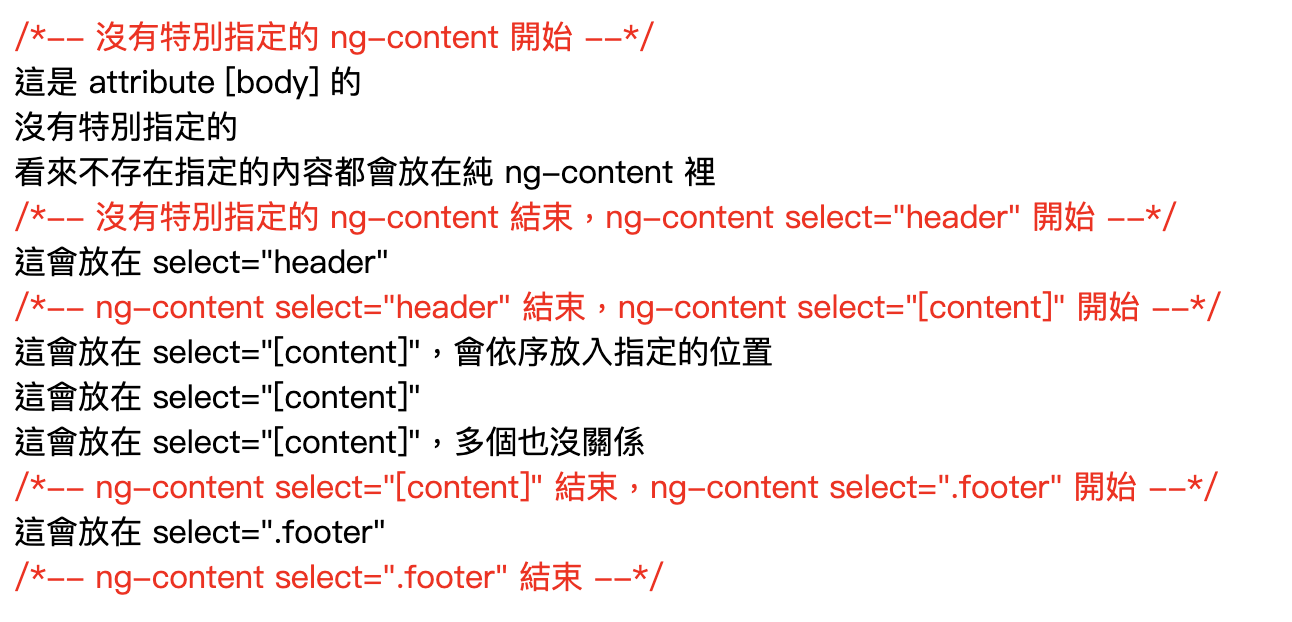 /*-- 沒有特別指定的 ng-content 開始 --*/
這是 attribute [body] 的
沒有特別指定的
看來不存在指定的內容都會放在純 ng-content 裡
/*-- 沒有特別指定的 ng-content 結束，ng-content select="header" 開始 --*/
這會放在 select="header"
/*-- ng-content select="header" 結束，ng-content select="[content]" 開始 --*/
這會放在 select="[content]"，會依序放入指定的位置
這會放在 select="[content]"
這會放在 select="[content]"，多個也沒關係
/*-- ng-content select="[content]" 結束，ng-content select=".footer" 開始 --*/
這會放在 select=".footer"
/*-- ng-content select=".footer" 結束 --*/